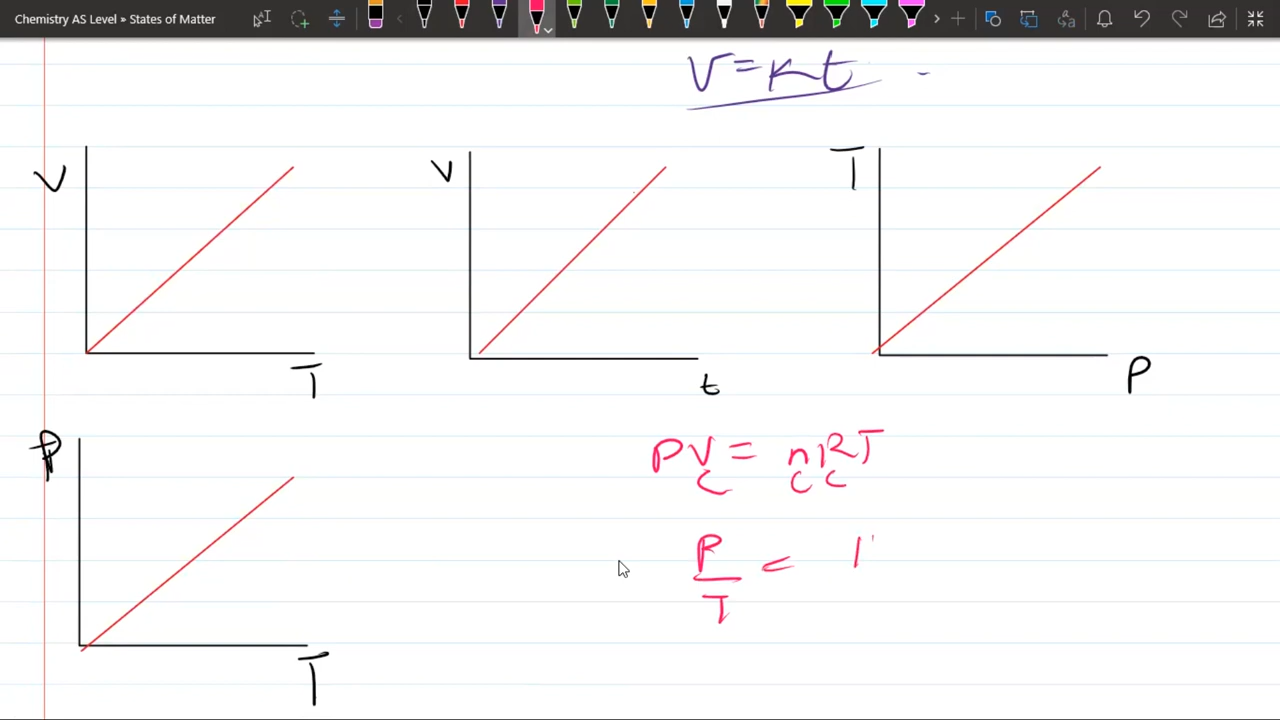 Chemistry AS Level » States of Matter
V=Kt
V
V
T
T
t
P
P
T
PV = nRT
C C C
P
T